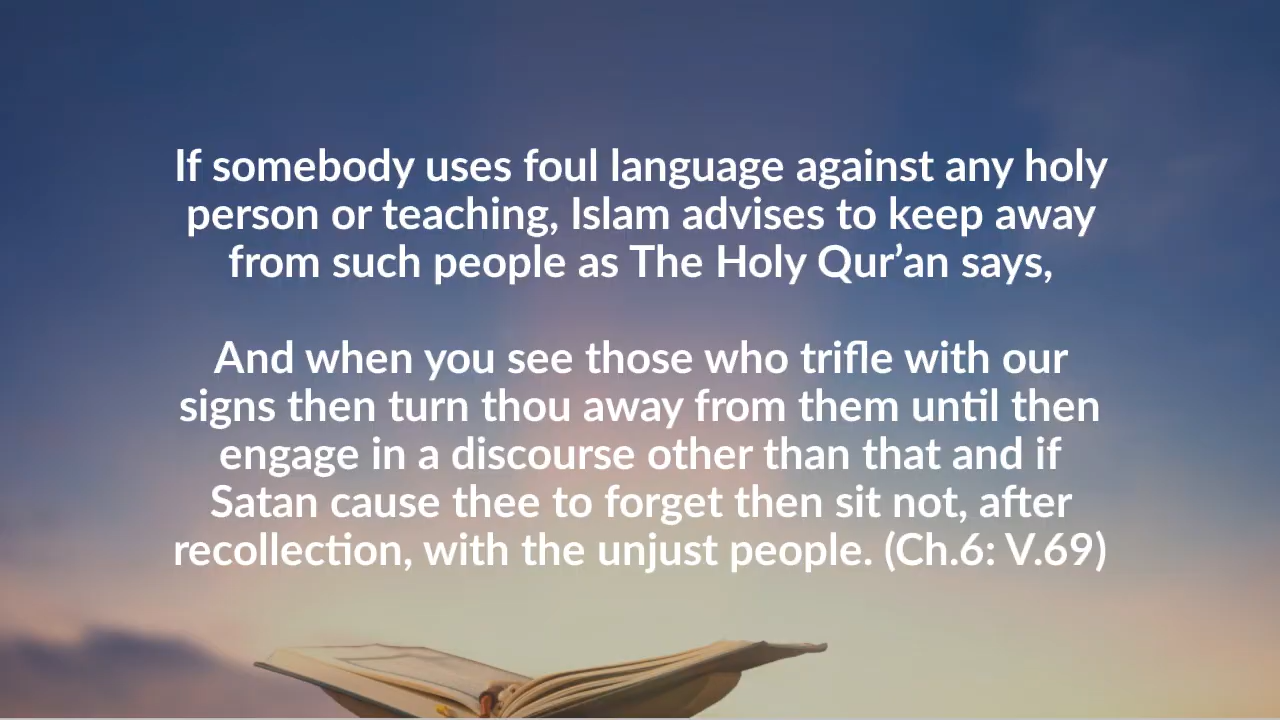 If somebody uses foul language against any holy
person or teaching, Islam advises to keep away
from such people as The Holy Qur’an says,
And when you see those who trifle with our
signs then turn thou away from them until then
engage in a discourse other than that and if
Satan cause thee to forget then sit not, after
recollection, with the unjust people. (Ch.6: V.69)